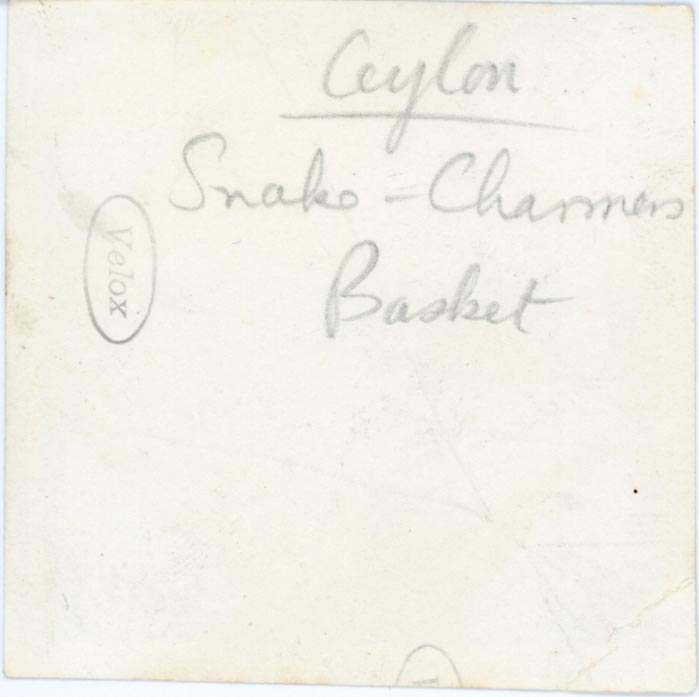 Ceylon
Snake-Charmers
Basket
Velox